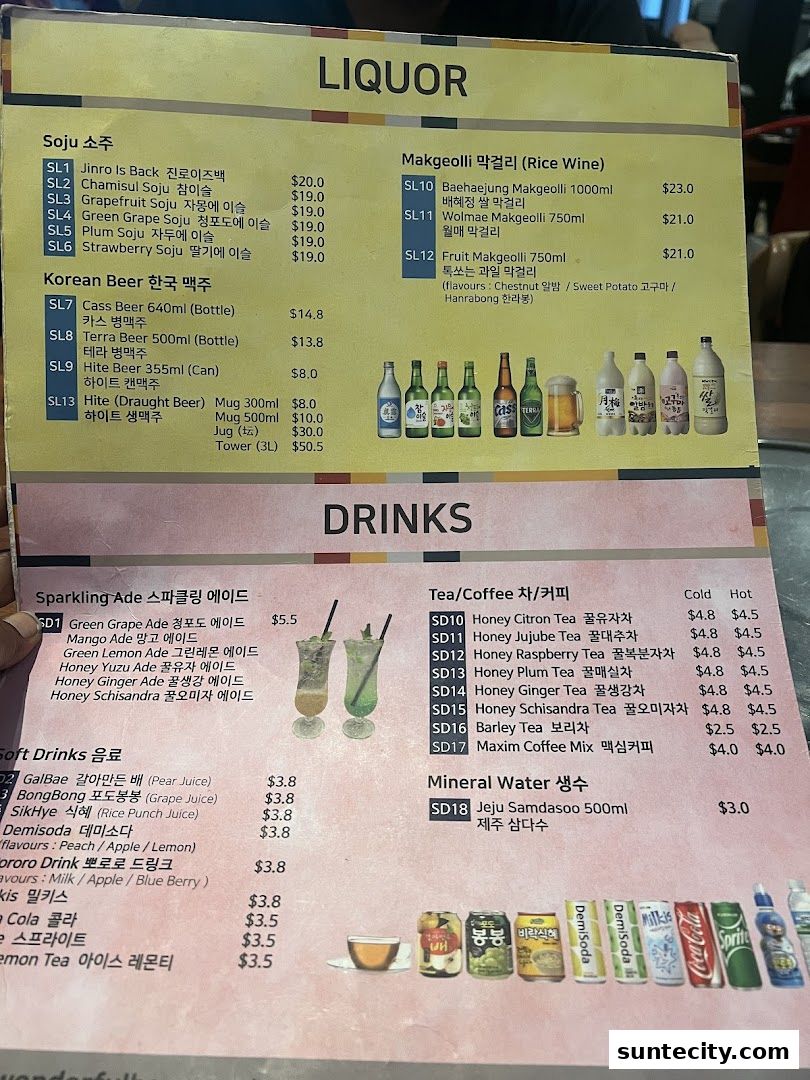 LIQUOR
Soju 소주
SL1 Jinro Is Back 진로이즈백 $20.0
SL2 Chamisul Soju 참이슬 $19.0
SL3 Grapefruit Soju 자몽에 이슬 $19.0
SL4 Green Grape Soju 청포도에 이슬 $19.0
SL5 Plum Soju 자두에 이슬 $19.0
SL6 Strawberry Soju 딸기에 이슬 $19.0
Korean Beer 한국 맥주
SL7 Cass Beer 640ml (Bottle) $14.8
카스 병맥주
SL8 Terra Beer 500ml (Bottle) $13.8
테라 병맥주
SL9 Hite Beer 355ml (Can) $8.0
하이트 캔맥주
SL13 Hite (Draught Beer) Mug 300ml $8.0
하이트 생맥주 Mug 500ml $10.0
Jug (坛) $30.0
Tower (3L) $50.5
Makgeolli 막걸리 (Rice Wine)
SL10 Baehaejung Makgeolli 1000ml $23.0
배혜정 쌀 막걸리
SL11 Wolmae Makgeolli 750ml $21.0
월매 막걸리
SL12 Fruit Makgeolli 750ml $21.0
톡쏘는 과일 막걸리
(flavours : Chestnut 알밤 / Sweet Potato 고구마 /
Hanrabong 한라봉)
cass
TERRA
DRINKS
Sparkling Ade 스파클링 에이드
SD1 Green Grape Ade 청포도 에이드 $5.5
Mango Ade 망고 에이드
Green Lemon Ade 그린레몬 에이드
Honey Yuzu Ade 꿀유자 에이드
Honey Ginger Ade 꿀생강 에이드
Honey Schisandra 꿀오미자 에이드
Soft Drinks 음료
GalBae 갈아만든 배 (Pear Juice) $3.8
BongBong 포도봉봉 (Grape Juice) $3.8
SikHye 식혜 (Rice Punch Juice) $3.8
Demisoda 데미소다 $3.8
(flavours : Peach / Apple / Lemon)
ororo Drink 뽀로로 드링크 $3.8
avours : Milk / Apple / Blue Berry )
kis 밀키스 $3.8
Cola 콜라 $3.5
e 스프라이트 $3.5
emon Tea 아이스 레몬티 $3.5
Tea/Coffee 차/커피 Cold Hot
SD10 Honey Citron Tea 꿀유자차 $4.8 $4.5
SD11 Honey Jujube Tea 꿀대추차 $4.8 $4.5
SD12 Honey Raspberry Tea 꿀복분자차 $4.8 $4.5
SD13 Honey Plum Tea 꿀매실차 $4.8 $4.5
SD14 Honey Ginger Tea 꿀생강차 $4.8 $4.5
SD15 Honey Schisandra Tea 꿀오미자차 $4.8 $4.5
SD16 Barley Tea 보리차 $2.5 $2.5
SD17 Maxim Coffee Mix 맥심커피 $4.0 $4.0
Mineral Water 생수
SD18 Jeju Samdasoo 500ml $3.0
제주 삼다수
배
봉봉
비락식혜
DemiSoda
DemiSoda
Milkis
Coca-Cola
Sprite
suntecity.com